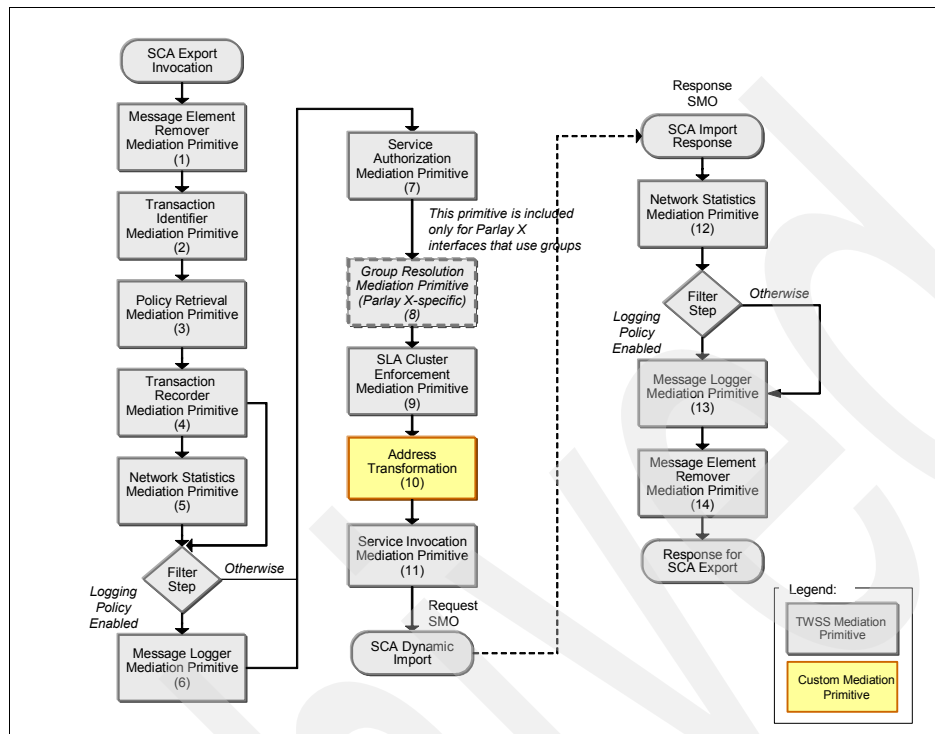 SCA Export
Invocation
Message Element
Remover
Mediation Primitive
(1)
Transaction
Identifier
Mediation Primitive
(2)
Policy Retrieval
Mediation Primitive
(3)
Transaction
Recorder
Mediation Primitive
(4)
Network Statistics
Mediation Primitive
(5)
Filter
Step
Otherwise
Logging
Policy
Enabled
Message Logger
Mediation Primitive
(6)
Service
Authorization
Mediation Primitive
(7)
This primitive is included
only for Parlay X
interfaces that use groups
Group Resolution
Mediation Primitive
(Parlay X-specific)
(8)
SLA Cluster
Enforcement
Mediation Primitive
(9)
Address
Transformation
(10)
Service Invocation
Mediation Primitive
(11)
Request
SMO
SCA Dynamic
Import
Response
SMO
SCA Import
Response
Network Statistics
Mediation Primitive
(12)
Filter
Step
Otherwise
Logging
Policy
Enabled
Message Logger
Mediation Primitive
(13)
Message Element
Remover
Mediation Primitive
(14)
Response for
SCA Export
Legend:
TWSS Mediation
Primitive
Custom Mediation
Primitive